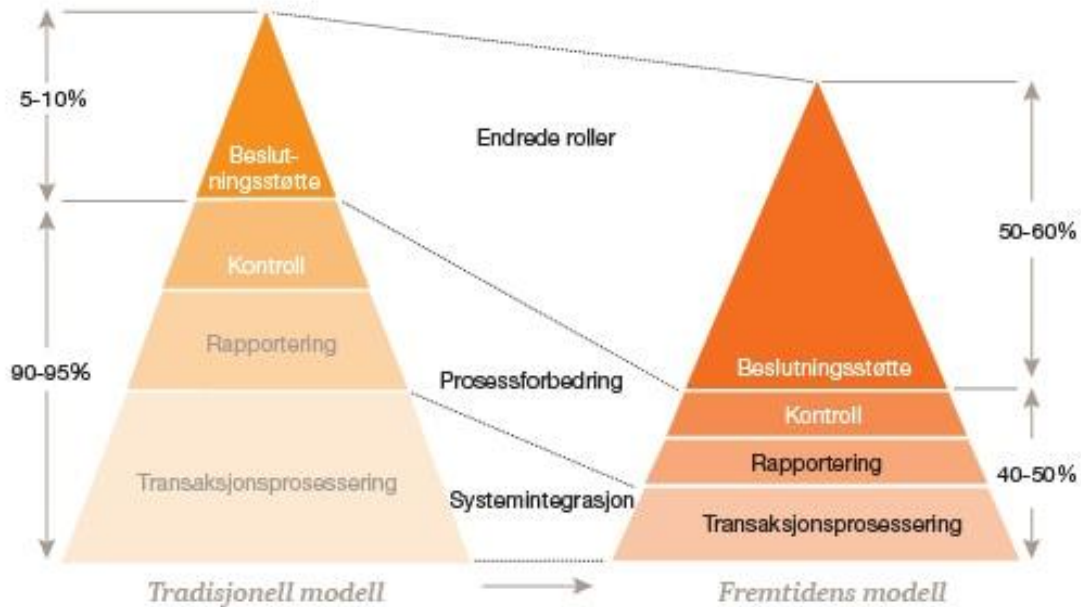 5-10%
Beslut-
ningsstøtte
Endrede roller
50-60%
Kontroll
Rapportering
90-95%
Prosessforbedring
Beslutningsstøtte
Kontroll
Rapportering
40-50%
Transaksjonsprosessering
Systemintegrasjon
Transaksjonsprosessering
Tradisjonell modell
Fremtidens modell